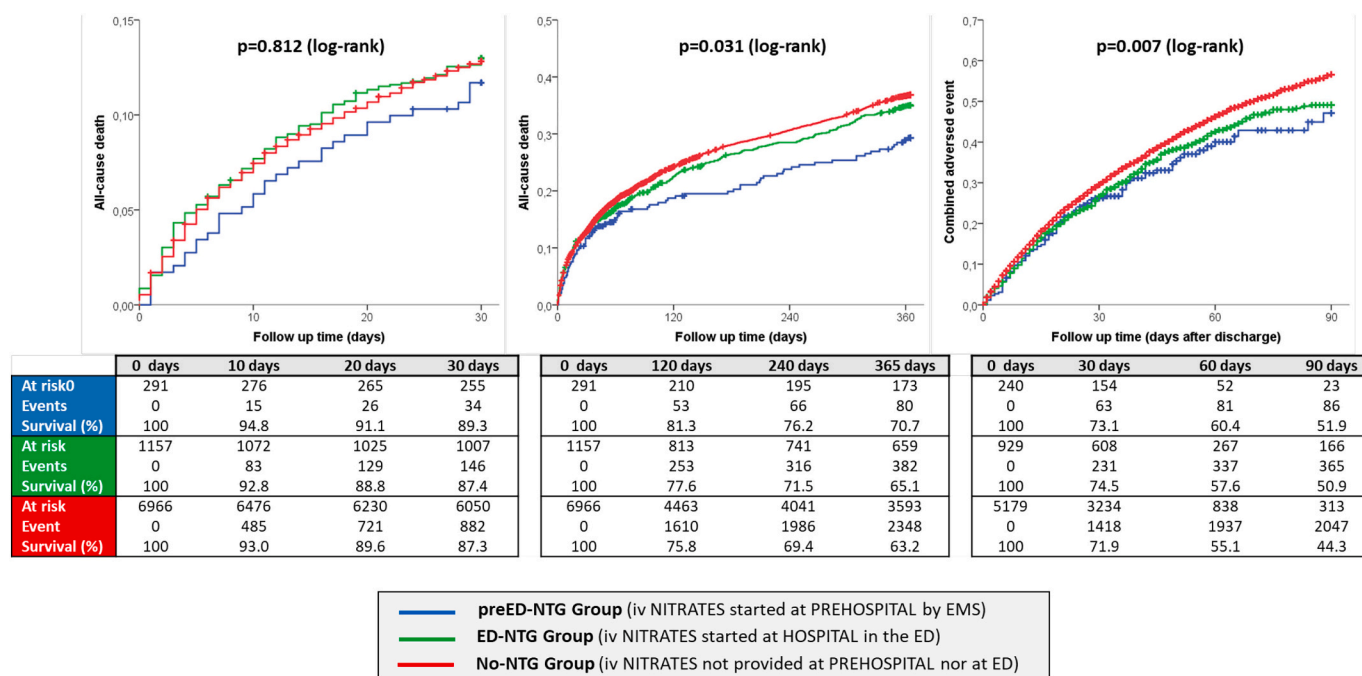 p=0.812 (log-rank)
All-cause death
0,15
0,10
0,05
0,00
0 10 20 30
Follow up time (days)
p=0.031 (log-rank)
All-cause death
0,5
0,4
0,3
0,2
0,1
0,0
0 120 240 360
Follow up time (days)
p=0.007 (log-rank)
Combined adversed event
0,7
0,6
0,5
0,4
0,3
0,2
0,1
0,0
0 30 60 90
Follow up time (days after discharge)
0 days 10 days 20 days 30 days 0 days 120 days 240 days 365 days 0 days 30 days 60 days 90 days
At risk0 291 276 265 255 291 210 195 173 240 154 52 23
Events 0 15 26 34 0 53 66 80 0 63 81 86
Survival (%) 100 94.8 91.1 89.3 100 81.3 76.2 70.7 100 73.1 60.4 51.9
At risk 1157 1072 1025 1007 1157 813 741 659 929 608 267 166
Events 0 83 129 146 0 253 316 382 0 231 337 365
Survival (%) 100 92.8 88.8 87.4 100 77.6 71.5 65.1 100 74.5 57.6 50.9
At risk 6966 6476 6230 6050 6966 4463 4041 3593 5179 3234 838 313
Event 0 485 721 882 0 1610 1986 2348 0 1418 1937 2047
Survival (%) 100 93.0 89.6 87.3 100 75.8 69.4 63.2 100 71.9 55.1 44.3
preED-NTG Group (iv NITRATES started at PREHOSPITAL by EMS)
ED-NTG Group (iv NITRATES started at HOSPITAL in the ED)
No-NTG Group (iv NITRATES not provided at PREHOSPITAL nor at ED)